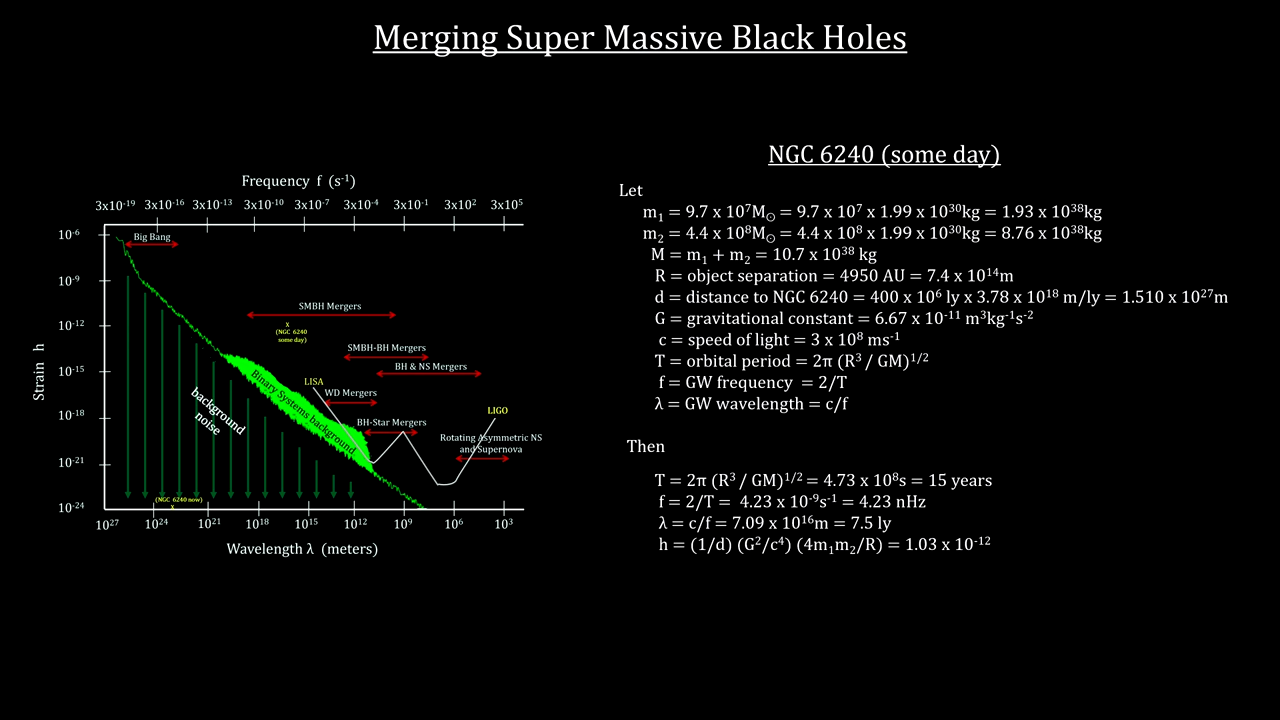 Merging Super Massive Black Holes
Frequency f (s⁻¹)
3x10⁻¹⁹ 3x10⁻¹⁶ 3x10⁻¹³ 3x10⁻¹⁰ 3x10⁻⁷ 3x10⁻⁴ 3x10⁻¹ 3x10² 3x10⁵
Strain h
10⁻⁶
10⁻⁹
10⁻¹²
10⁻¹⁵
10⁻¹⁸
10⁻²¹
10⁻²⁴
Big Bang
SMBH Mergers
x
(NGC 6240
some day)
SMBH-BH Mergers
BH & NS Mergers
LISA
WD Mergers
Binary Systems background
background
noise
BH-Star Mergers
LIGO
Rotating Asymmetric NS
and Supernova
(NGC 6240 now)
x
10²⁷ 10²⁴ 10²¹ 10¹⁸ 10¹⁵ 10¹² 10⁹ 10⁶ 10³
Wavelength λ (meters)
NGC 6240 (some day)
Let
m₁ = 9.7 x 10⁷M⊙ = 9.7 x 10⁷ x 1.99 x 10³⁰kg = 1.93 x 10³⁸kg
m₂ = 4.4 x 10⁸M⊙ = 4.4 x 10⁸ x 1.99 x 10³⁰kg = 8.76 x 10³⁸kg
M = m₁ + m₂ = 10.7 x 10³⁸ kg
R = object separation = 4950 AU = 7.4 x 10¹⁴m
d = distance to NGC 6240 = 400 x 10⁶ ly x 3.78 x 10¹⁸ m/ly = 1.510 x 10²⁷m
G = gravitational constant = 6.67 x 10⁻¹¹ m³kg⁻¹s⁻²
c = speed of light = 3 x 10⁸ ms⁻¹
T = orbital period = 2π (R³ / GM)¹ᐟ²
f = GW frequency = 2/T
λ = GW wavelength = c/f
Then
T = 2π (R³ / GM)¹ᐟ² = 4.73 x 10⁸s = 15 years
f = 2/T = 4.23 x 10⁻⁹s⁻¹ = 4.23 nHz
λ = c/f = 7.09 x 10¹⁶m = 7.5 ly
h = (1/d) (G²/c⁴) (4m₁m₂/R) = 1.03 x 10⁻¹²